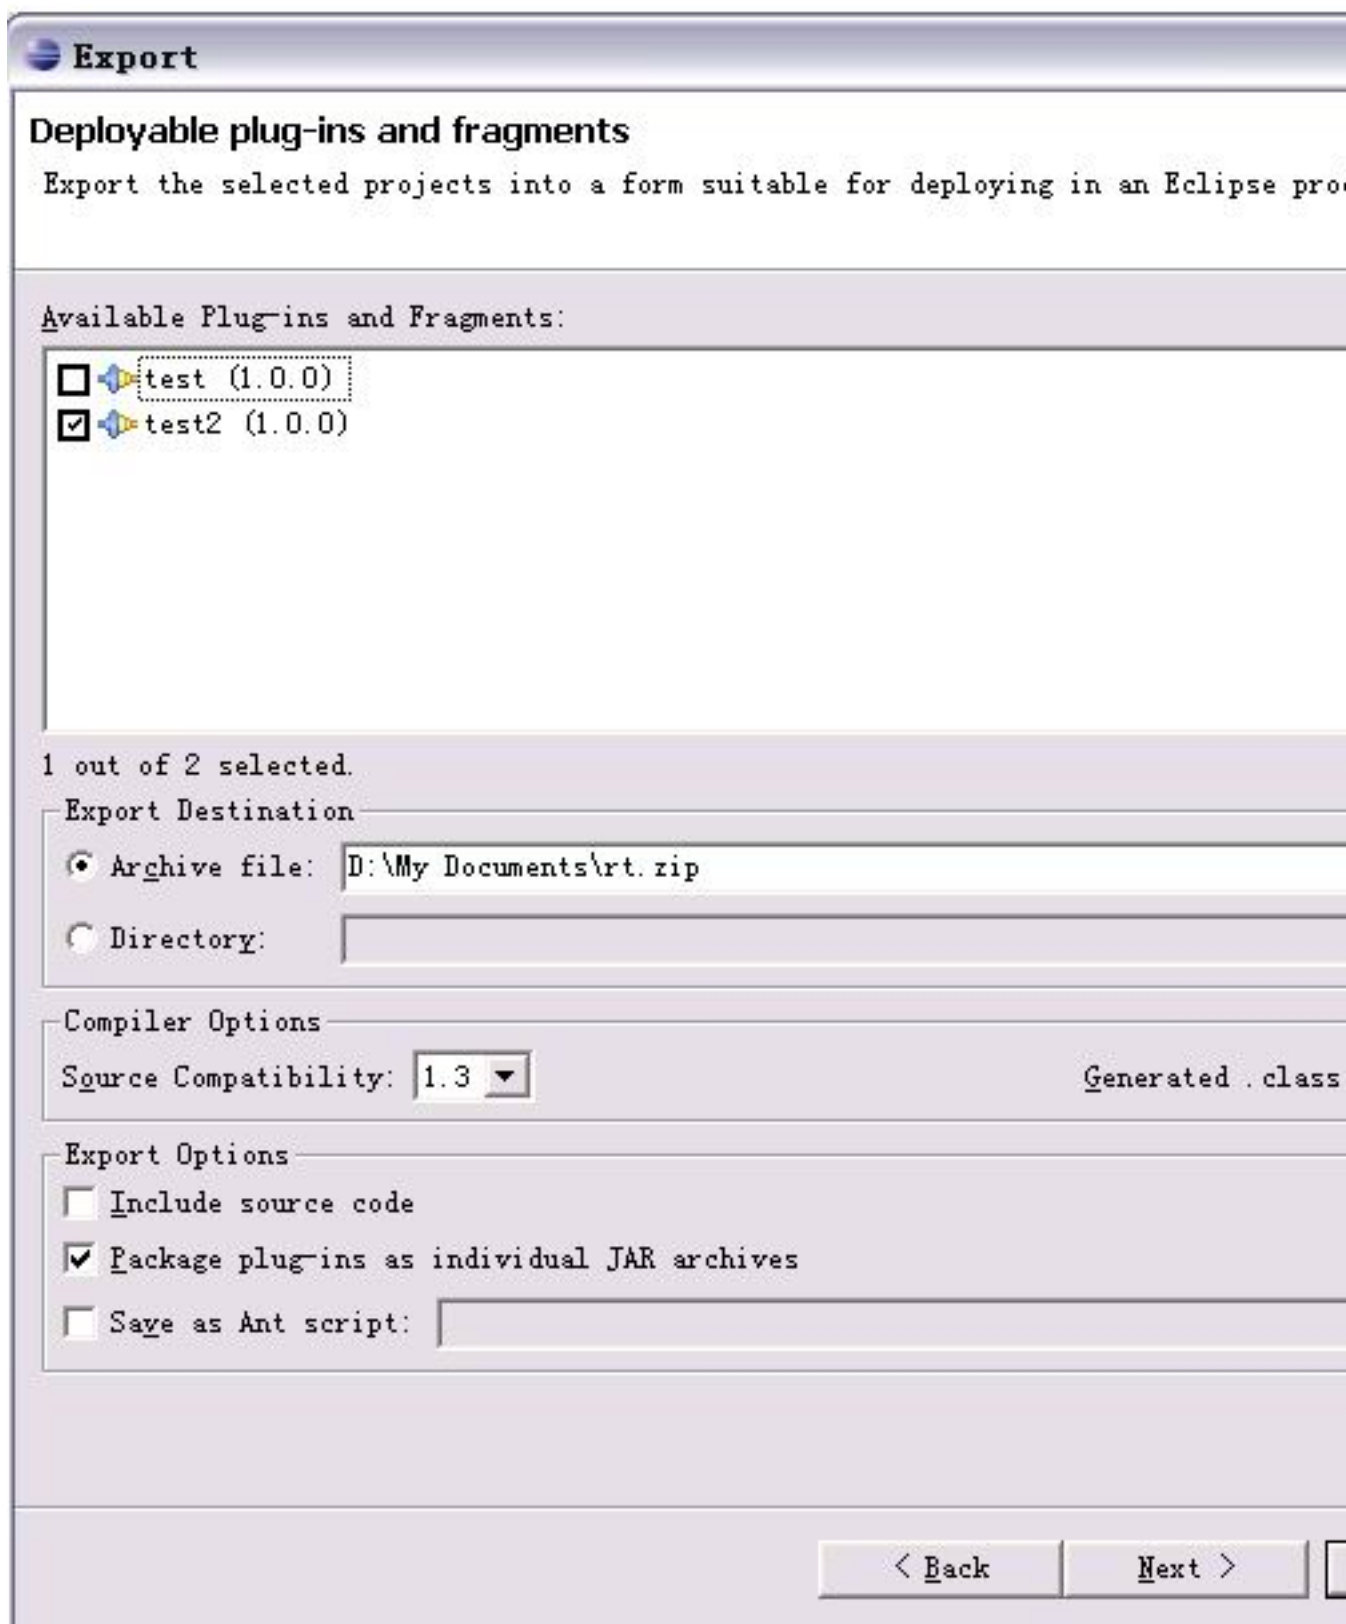 Export
Deployable plug-ins and fragments
Export the selected projects into a form suitable for deploying in an Eclipse
Available Plug-ins and Fragments:
test (1.0.0)
test2 (1.0.0)
1 out of 2 selected.
Export Destination
Archive file: D:\My Documents\rt.zip
Directory:
Compiler Options
Source Compatibility: 1.3 Generated .class
Export Options
Include source code
Package plug-ins as individual JAR archives
Save as Ant script:
< Back Next >